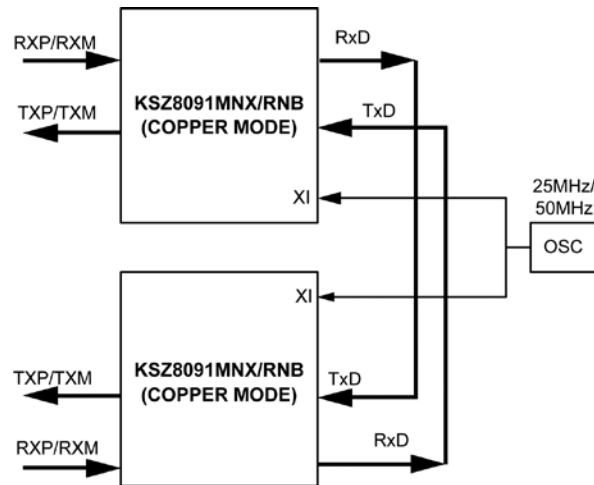 RXP/RXM
RxD
KSZ8091MNX/RNB
(COPPER MODE)
TXP/TXM
TxD
XI
25MHz/
50MHz
OSC
XI
KSZ8091MNX/RNB
(COPPER MODE)
TXP/TXM
TxD
RXP/RXM
RxD